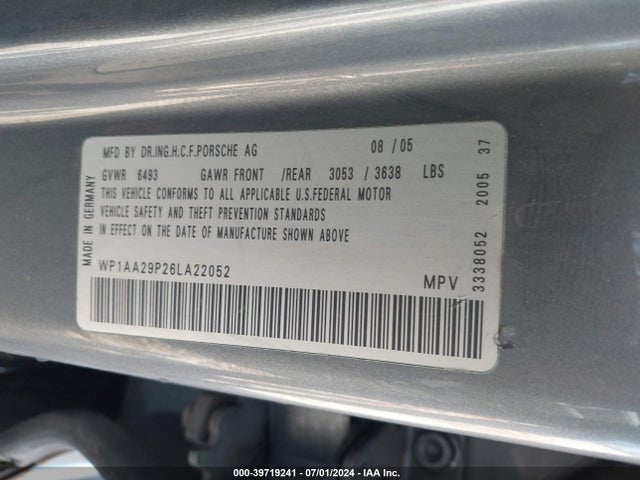 MFD BY DR.ING.H.C.F.PORSCHE AG 08 / 05
GVWR 6493 GAWR FRONT /REAR 3053 / 3638 LBS
THIS VEHICLE CONFORMS TO ALL APPLICABLE U.S.FEDERAL MOTOR
VEHICLE SAFETY AND THEFT PREVENTION STANDARDS
IN EFFECT ON THE DATE OF MANUFACTURE SHOWN ABOVE
WP1AA29P26LA22052 MPV
MADE IN GERMANY
3338052 2005 37
000-39719241 | 07/01/2024 | IAA Inc.